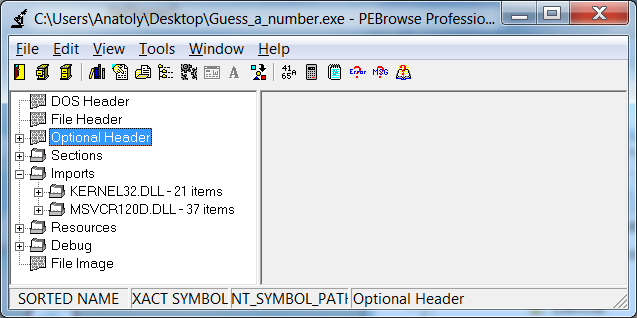 C:\Users\Anatoly\Desktop\Guess_a_number.exe - PEBrowse Professio...
File Edit View Tools Window Help
DOS Header
File Header
Optional Header
Sections
Imports
KERNEL32.DLL - 21 items
MSVCR120D.DLL - 37 items
Resources
Debug
File Image
SORTED NAME XACT SYMBOL NT_SYMBOL_PATH Optional Header